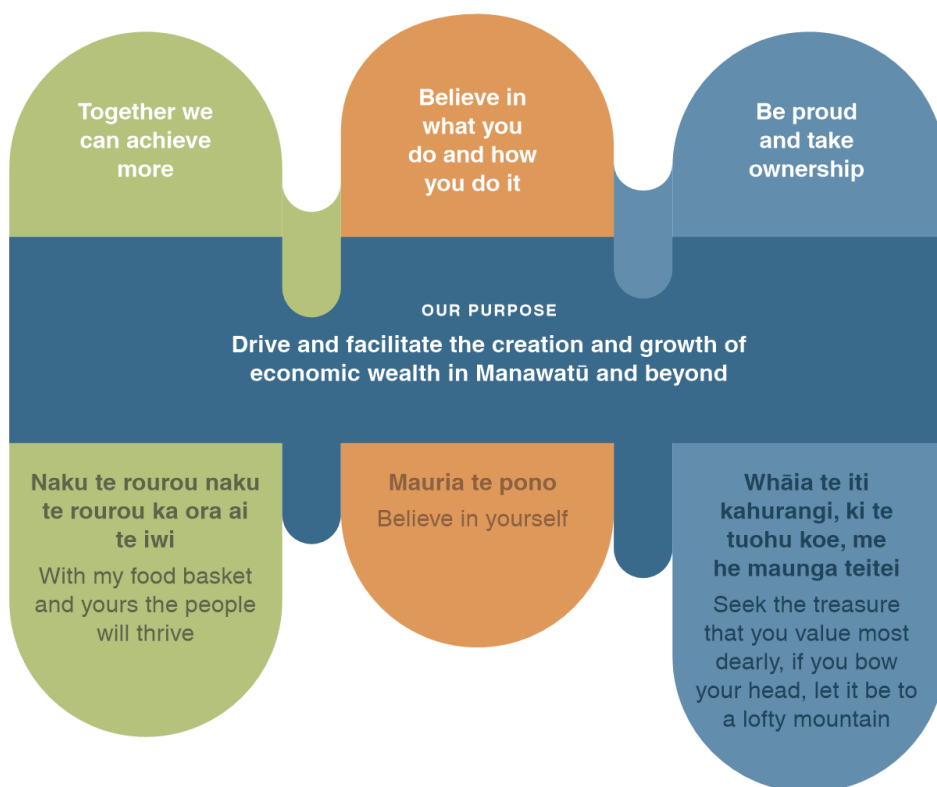 Together we
can achieve
more
Believe in
what you
do and how
you do it
Be proud
and take
ownership
OUR PURPOSE
Drive and facilitate the creation and growth of
economic wealth in Manawatū and beyond
Naku te rourou naku
te rourou ka ora ai
te iwi
With my food basket
and yours the people
will thrive
Mauria te pono
Believe in yourself
Whāia te iti
kahurangi, ki te
tuohu koe, me
he maunga teitei
Seek the treasure
that you value most
dearly, if you bow
your head, let it be to
a lofty mountain